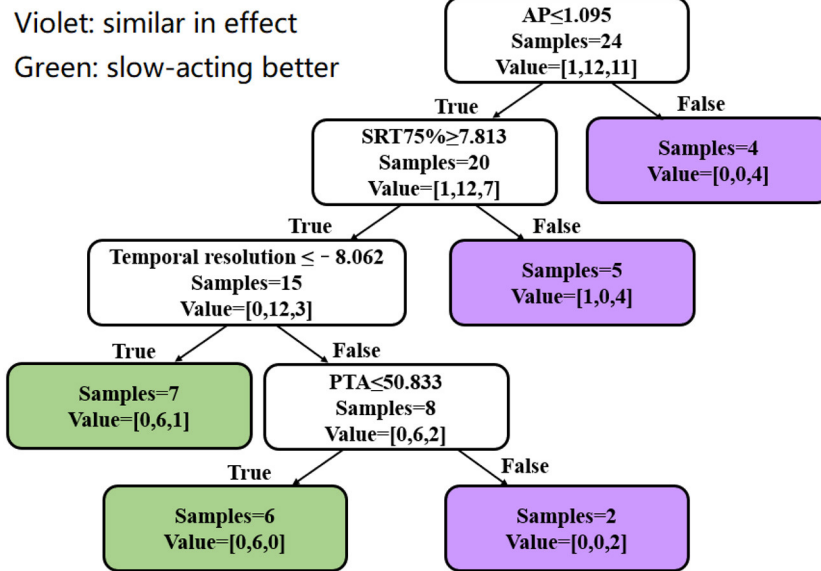 Violet: similar in effect
Green: slow-acting better
AP≤1.095
Samples=24
Value=[1,12,11]
True
False
SRT75%≥7.813
Samples=20
Value=[1,12,7]
Samples=4
Value=[0,0,4]
True
False
Temporal resolution ≤ - 8.062
Samples=15
Value=[0,12,3]
Samples=5
Value=[1,0,4]
True
False
Samples=7
Value=[0,6,1]
PTA≤50.833
Samples=8
Value=[0,6,2]
True
False
Samples=6
Value=[0,6,0]
Samples=2
Value=[0,0,2]